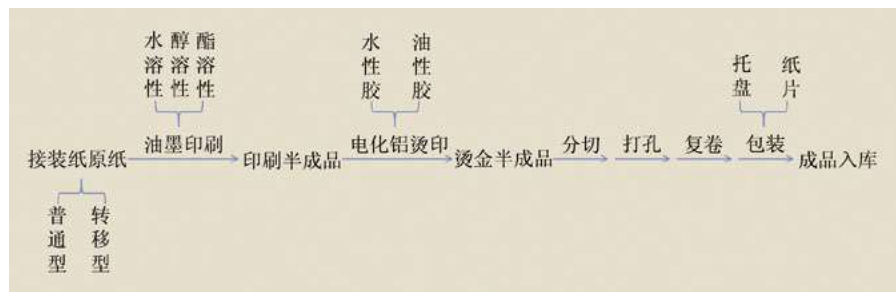 水溶性
醇溶性
酯溶性
水性胶
油性胶
托盘
纸片
油墨印刷
电化铝烫印
分切
打孔
复卷
包装
接装纸原纸
印刷半成品
烫金半成品
成品入库
普通型
转移型